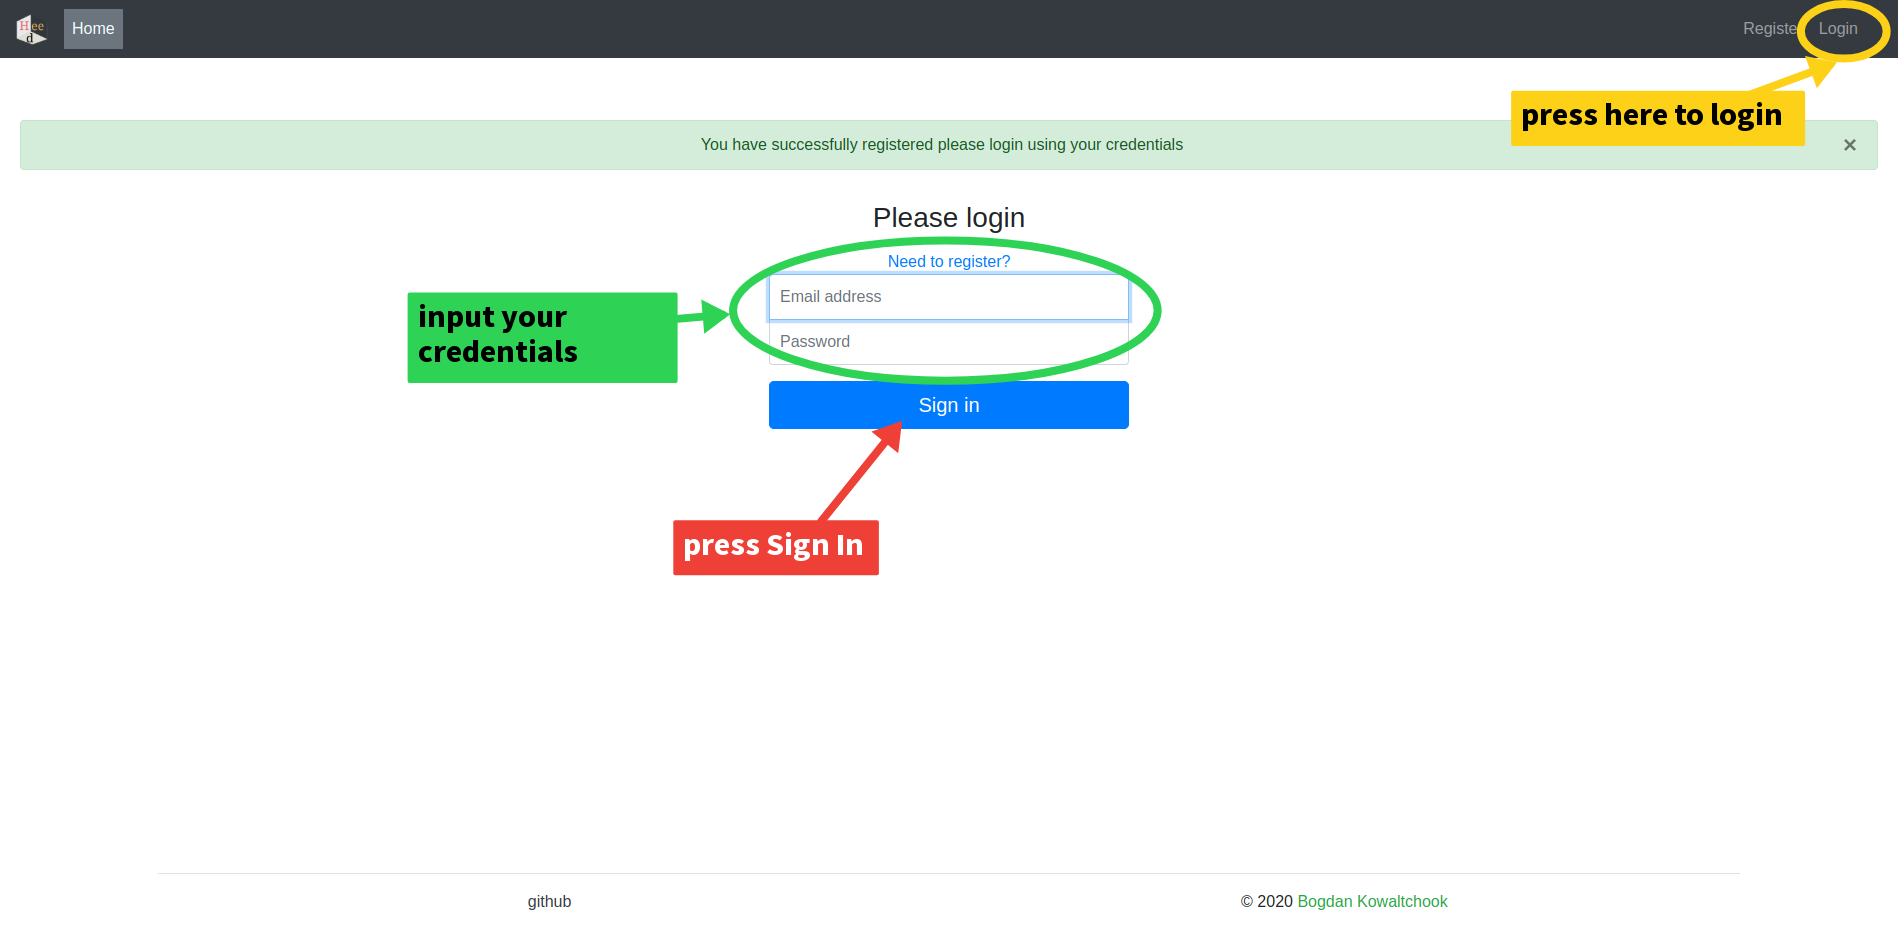 Hee
d
Home
Registe
Login
press here to login
You have successfully registered please login using your credentials
×
Please login
Need to register?
Email address
input your
credentials
Password
Sign in
press Sign In
github
© 2020 Bogdan Kowaltchook